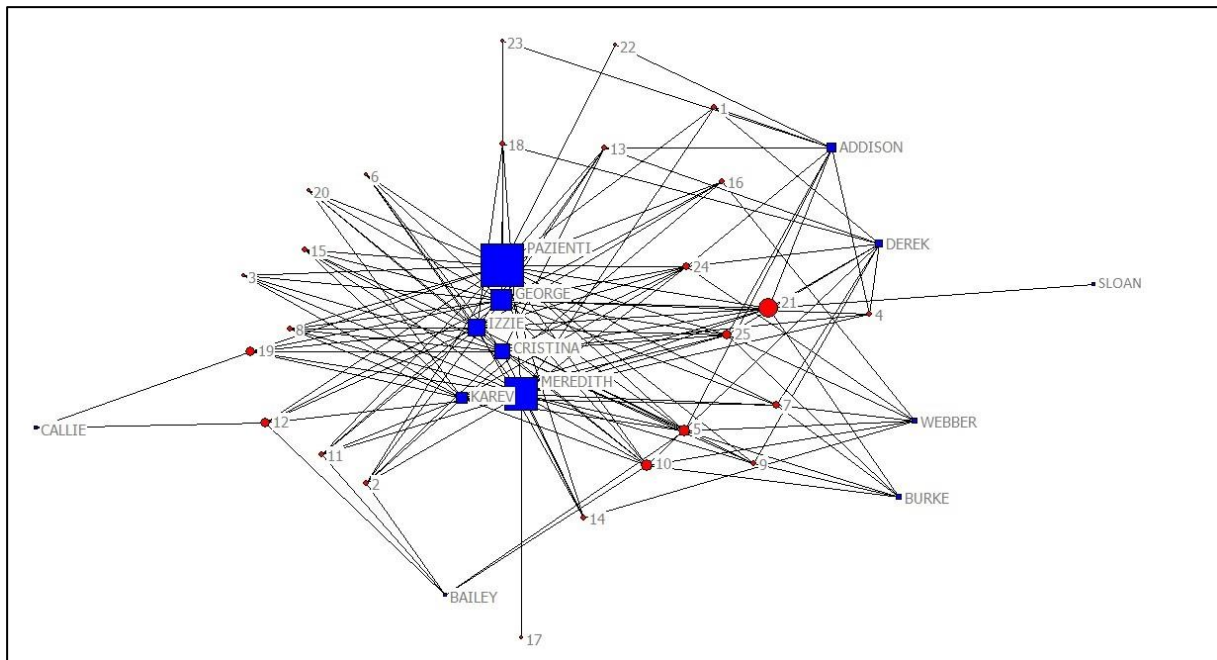 23
22
1
18
13
ADDISON
6
16
20
DEREK
PAZIENTI
15
24
3
SLOAN
GEORGE
21
4
IZZIE
8
25
CRISTINA
19
MEREDITH
KAREV
7
CALLIE
12
5
WEBBER
11
10
9
2
BURKE
14
BAILEY
17